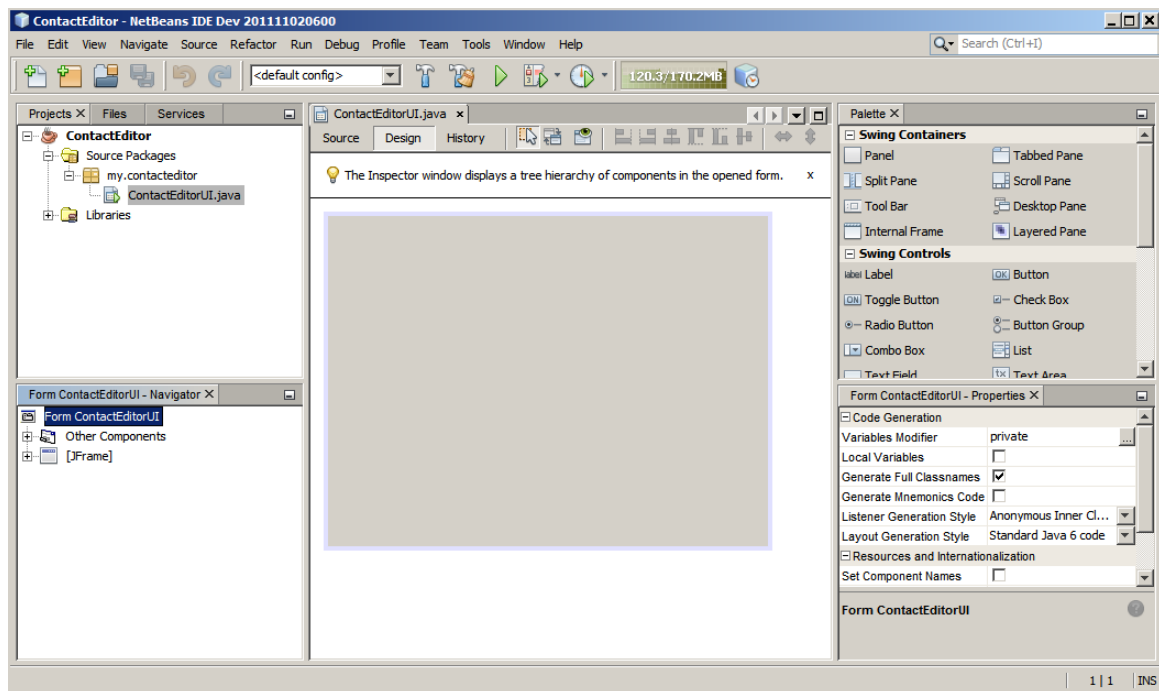 ContactEditor - NetBeans IDE Dev 201111020600
File Edit View Navigate Source Refactor Run Debug Profile Team Tools Window Help
Search (Ctrl+I)
<default config>
120.3/170.2MB
Projects Files Services
ContactEditor
Source Packages
my.contacteditor
ContactEditorUI.java
Libraries
Form ContactEditorUI - Navigator
Form ContactEditorUI
Other Components
[JFrame]
ContactEditorUI.java
Source Design History
The Inspector window displays a tree hierarchy of components in the opened form. x
Palette
Swing Containers
Panel Tabbed Pane
Split Pane Scroll Pane
Tool Bar Desktop Pane
Internal Frame Layered Pane
Swing Controls
label Label OK Button
ON Toggle Button Check Box
Radio Button Button Group
Combo Box List
Text Field tx Text Area
Form ContactEditorUI - Properties
Code Generation
Variables Modifier private ...
Local Variables
Generate Full Classnames
Generate Mnemonics Code
Listener Generation Style Anonymous Inner Cl...
Layout Generation Style Standard Java 6 code
Resources and Internationalization
Set Component Names
Form ContactEditorUI
1 | 1 INS